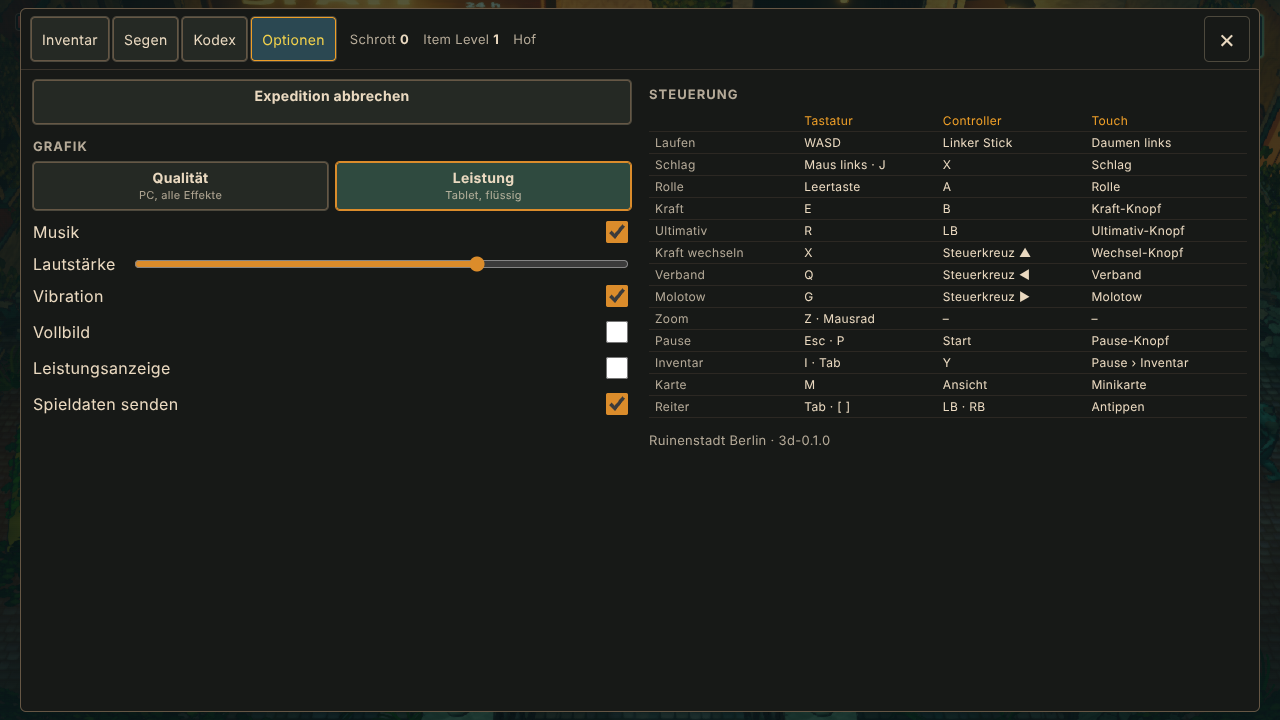 Inventar Segen Kodex Optionen Schrott 0 Item Level 1 Hof ✕
Expedition abbrechen
GRAFIK
Qualität
PC, alle Effekte
Leistung
Tablet, flüssig
Musik
Lautstärke
Vibration
Vollbild
Leistungsanzeige
Spieldaten senden
STEUERUNG
Tastatur Controller Touch
Laufen WASD Linker Stick Daumen links
Schlag Maus links · J X Schlag
Rolle Leertaste A Rolle
Kraft E B Kraft-Knopf
Ultimativ R LB Ultimativ-Knopf
Kraft wechseln X Steuerkreuz ▲ Wechsel-Knopf
Verband Q Steuerkreuz ◀ Verband
Molotow G Steuerkreuz ▶ Molotow
Zoom Z · Mausrad – –
Pause Esc · P Start Pause-Knopf
Inventar I · Tab Y Pause › Inventar
Karte M Ansicht Minikarte
Reiter Tab · [ ] LB · RB Antippen
Ruinenstadt Berlin · 3d-0.1.0